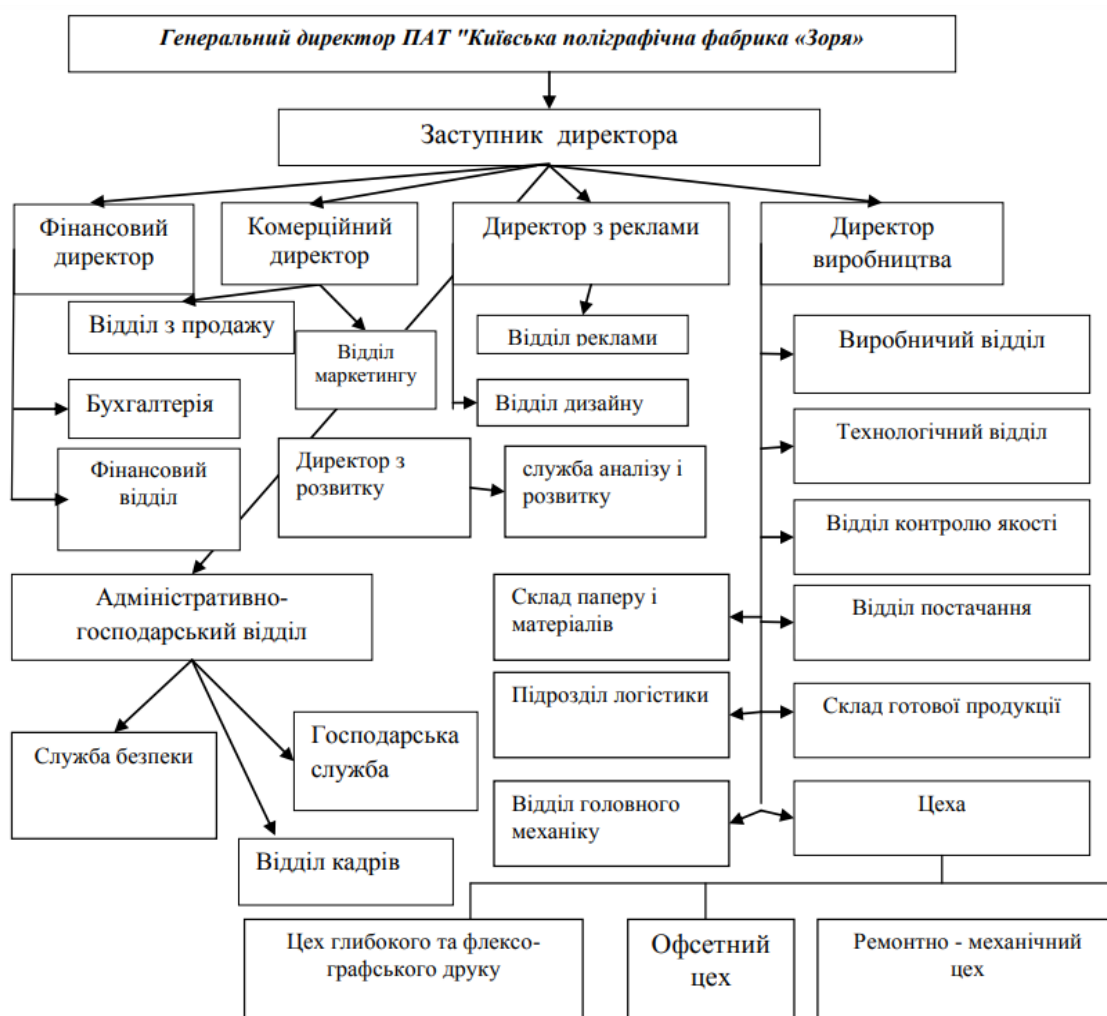 Генеральний директор ПАТ "Київська поліграфічна фабрика «Зоря»
Заступник директора
Фінансовий
директор
Комерційний
директор
Директор з реклами
Директор
виробництва
Відділ з продажу
Відділ
маркетингу
Відділ реклами
Виробничий відділ
Бухгалтерія
Відділ дизайну
Технологічний відділ
Фінансовий
відділ
Директор з
розвитку
служба аналізу і
розвитку
Відділ контролю якості
Адміністративно-
господарський відділ
Склад паперу і
матеріалів
Відділ постачання
Підрозділ логістики
Склад готової продукції
Служба безпеки
Господарська
служба
Відділ головного
механіку
Цеха
Відділ кадрів
Цех глибокого та флексо-
графського друку
Офсетний
цех
Ремонтно - механічний
цех